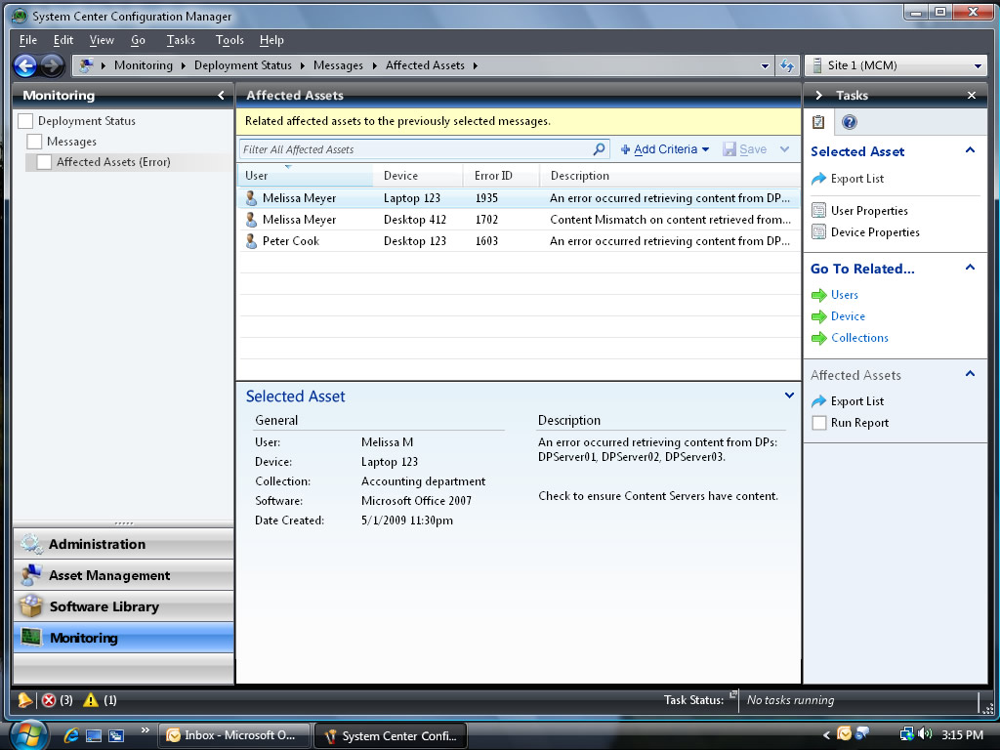 System Center Configuration Manager
File Edit View Go Tasks Tools Help
Monitoring Deployment Status Messages Affected Assets
Site 1 (MCM)
Monitoring
Deployment Status
Messages
Affected Assets (Error)
Affected Assets
Related affected assets to the previously selected messages.
Filter All Affected Assets
Add Criteria Save
User Device Error ID Description
Melissa Meyer Laptop 123 1935 An error occurred retrieving content from DP...
Melissa Meyer Desktop 412 1702 Content Mismatch on content retrieved from...
Peter Cook Desktop 123 1603 An error occurred retrieving content from DP...
Selected Asset
General
User: Melissa M
Device: Laptop 123
Collection: Accounting department
Software: Microsoft Office 2007
Date Created: 5/1/2009 11:30pm
Description
An error occurred retrieving content from DPs:
DPServer01, DPServer02, DPServer03.
Check to ensure Content Servers have content.
Tasks
Selected Asset
Export List
User Properties
Device Properties
Go To Related...
Users
Device
Collections
Affected Assets
Export List
Run Report
Administration
Asset Management
Software Library
Monitoring
(3) (1)
Task Status: No tasks running
Inbox - Microsoft O...
System Center Confi...
3:15 PM